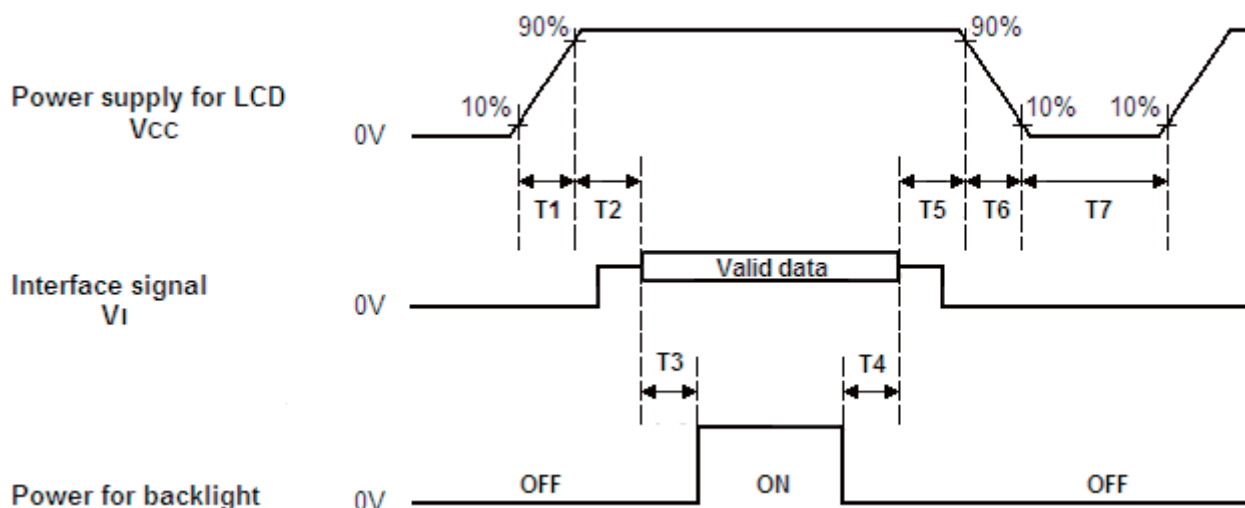 90% 90%
Power supply for LCD
10% 10% 10%
VCC
0V
T1 T2 T5 T6 T7
Valid data
Interface signal
0V
VI
T3 T4
OFF ON OFF
Power for backlight
0V